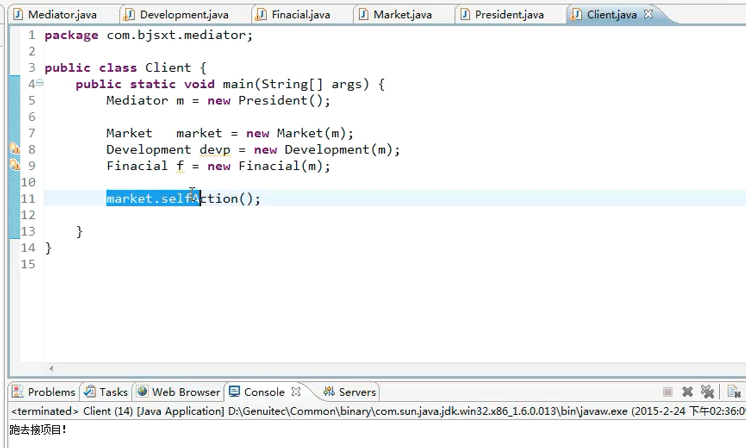 Mediator.java Development.java Finacial.java Market.java President.java Client.java
1 package com.bjsxt.mediator;
2
3 public class Client {
4 public static void main(String[] args) {
5 Mediator m = new President();
6
7 Market market = new Market(m);
8 Development devp = new Development(m);
9 Finacial f = new Finacial(m);
10
11 market.selfAction();
12
13 }
14 }
15
Problems Tasks Web Browser Console Servers
<terminated> Client (14) [Java Application] D:\Genuitec\Common\binary\com.sun.java.jdk.win32.x86_1.6.0.013\bin\javaw.exe (2015-2-24 下午02:36:09
跑去接项目！